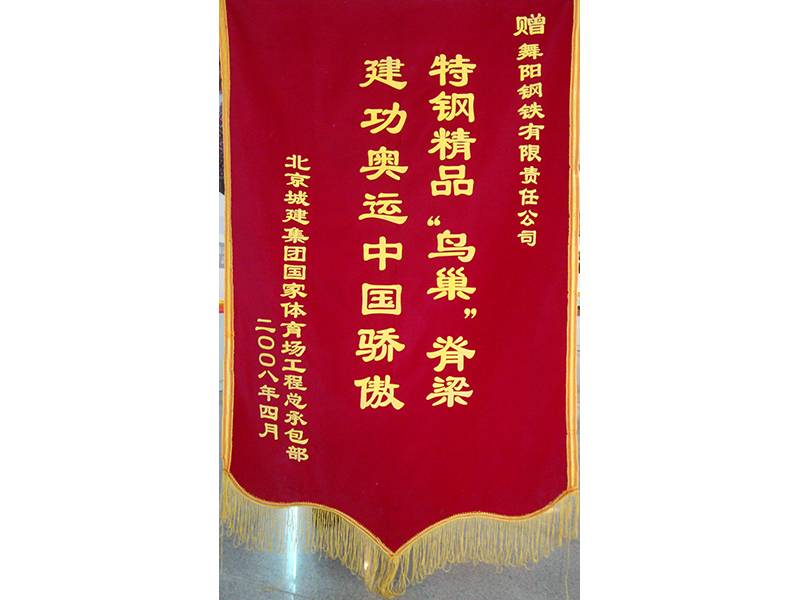 赠舞阳钢铁有限责任公司
特钢精品“鸟巢”脊梁
建功奥运中国骄傲
北京城建集团国家体育场工程总承包部
二〇〇八年四月